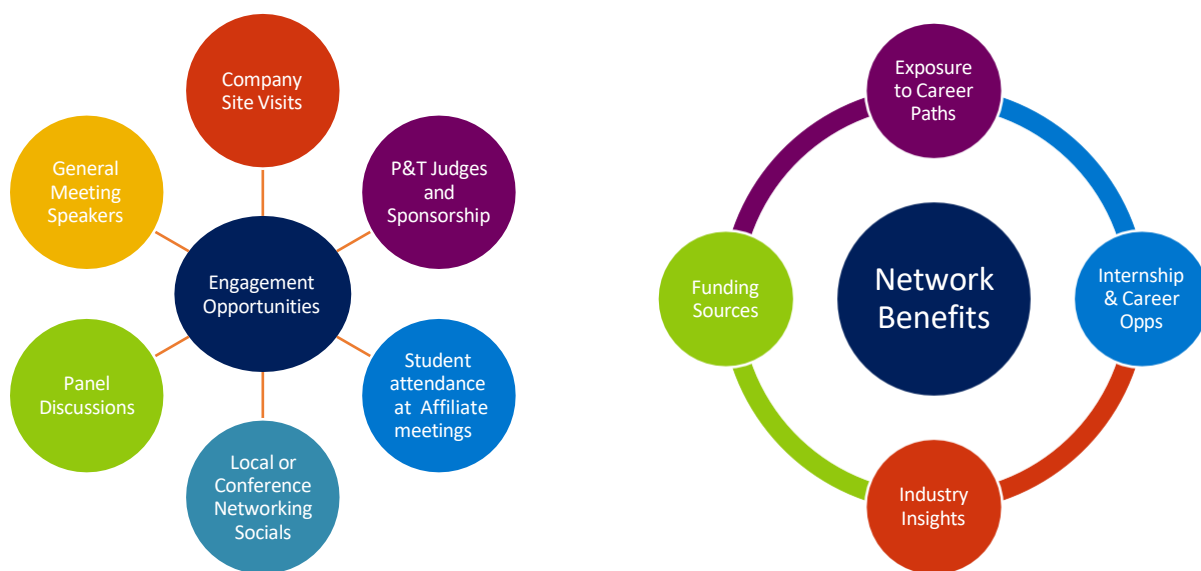 Company
Site Visits
P&T Judges
and
Sponsorship
Student
attendance
at Affiliate
meetings
Local or
Conference
Networking
Socials
Panel
Discussions
General
Meeting
Speakers
Engagement
Opportunities
Exposure
to Career
Paths
Internship
& Career
Opps
Industry
Insights
Funding
Sources
Network
Benefits